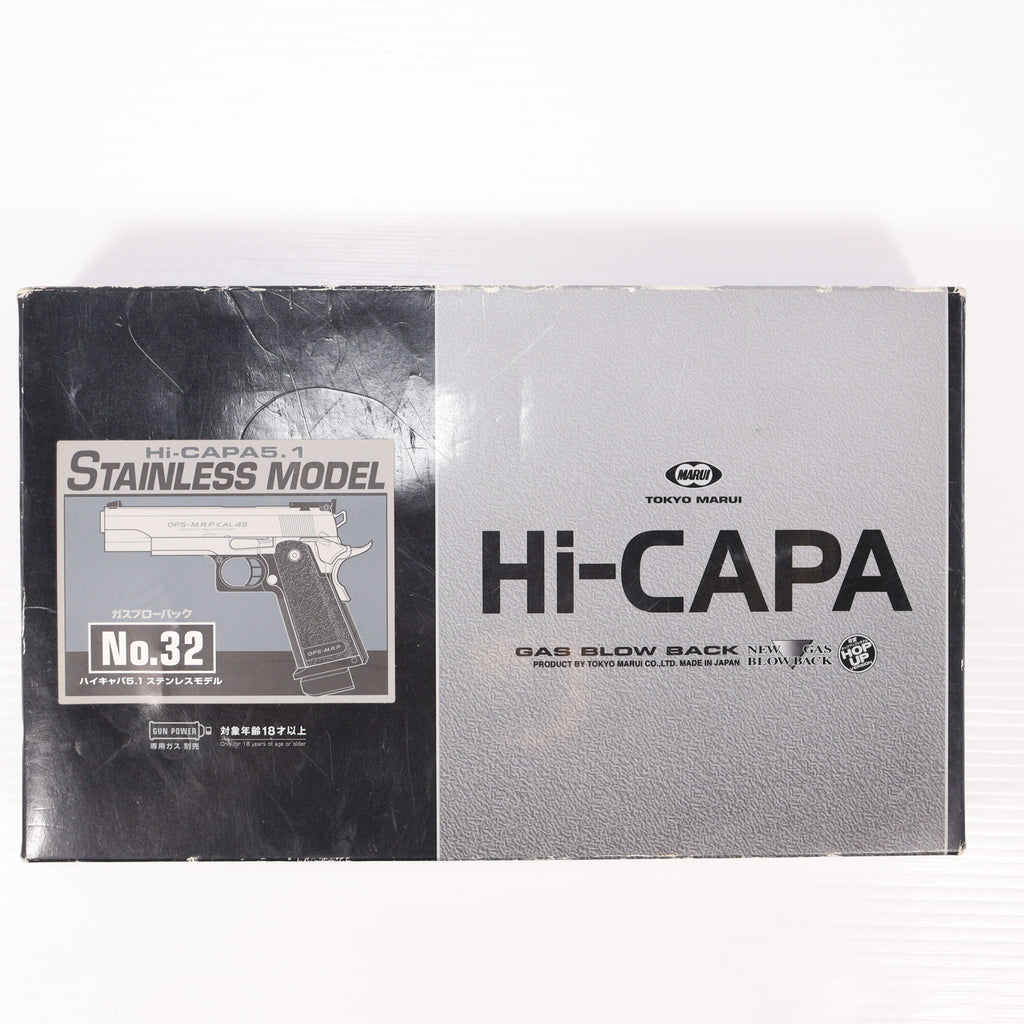 Hi-CAPA5.1
STAINLESS MODEL
OPS-M.R.P CAL.45
OPS-M.R.P
ガスブローバック
No.32
ハイキャパ5.1 ステンレスモデル
GUN POWER
専用ガス 別売
対象年齢18才以上
Only for 18 years of age or older
MARUI
TOKYO MARUI
Hi-CAPA
GAS BLOW BACK
PRODUCT BY TOKYO MARUI CO.,LTD. MADE IN JAPAN
NEW GAS
BLOWBACK
HOP
UP